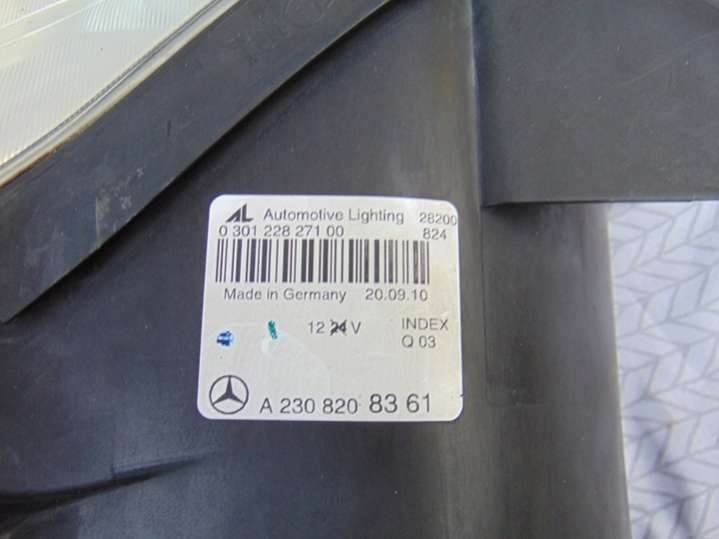 AL Automotive Lighting 28200
0 301 228 271 00 824
Made in Germany 20.09.10
12 24 V INDEX
Q 03
A 230 820 83 61